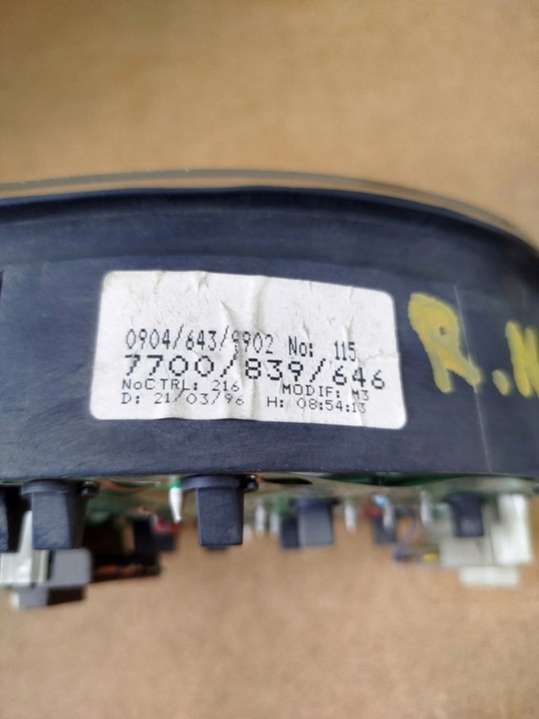 0904/643/9902 No: 115
7700/839/646
NoCTRL: 216 MODIF: M3
D: 21/03/96 H: 08:54:13
R.M